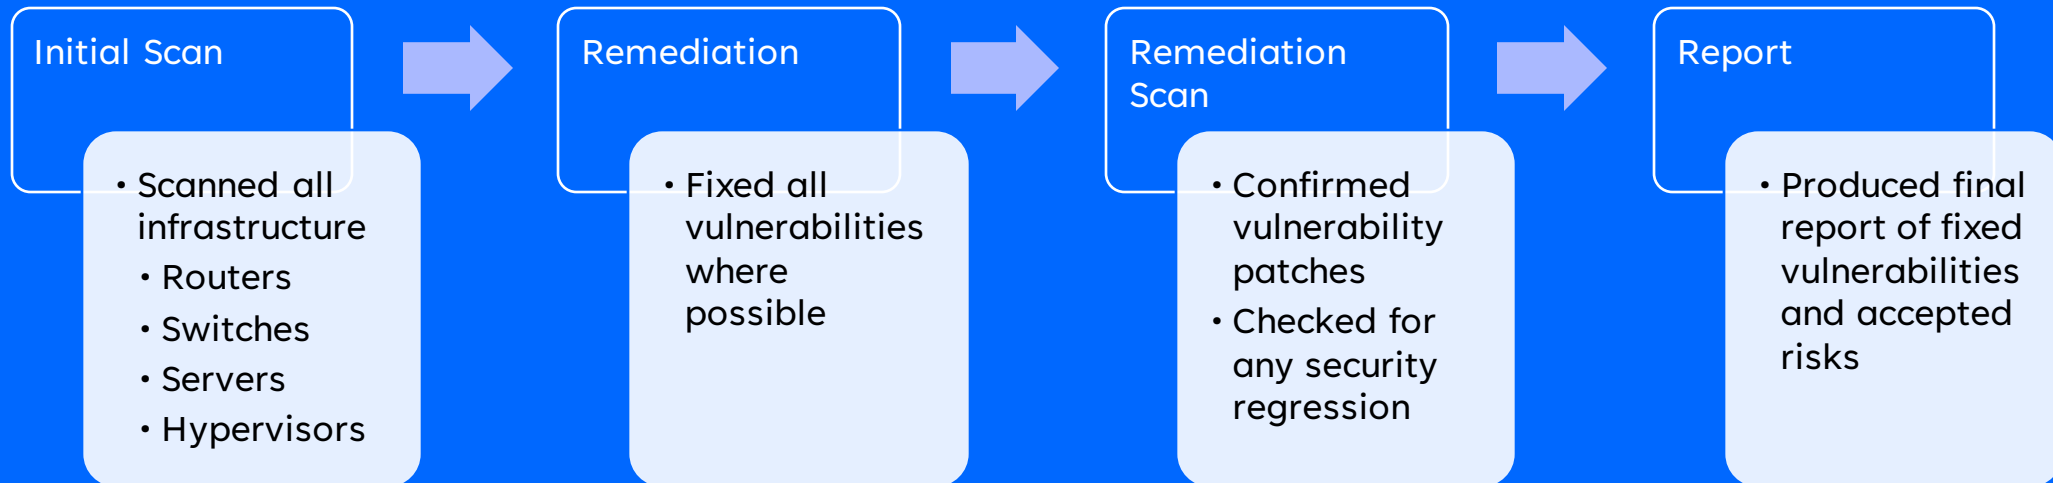 Initial Scan
• Scanned all
infrastructure
• Routers
• Switches
• Servers
• Hypervisors
Remediation
• Fixed all
vulnerabilities
where
possible
Remediation
Scan
• Confirmed
vulnerability
patches
• Checked for
any security
regression
Report
• Produced final
report of fixed
vulnerabilities
and accepted
risks